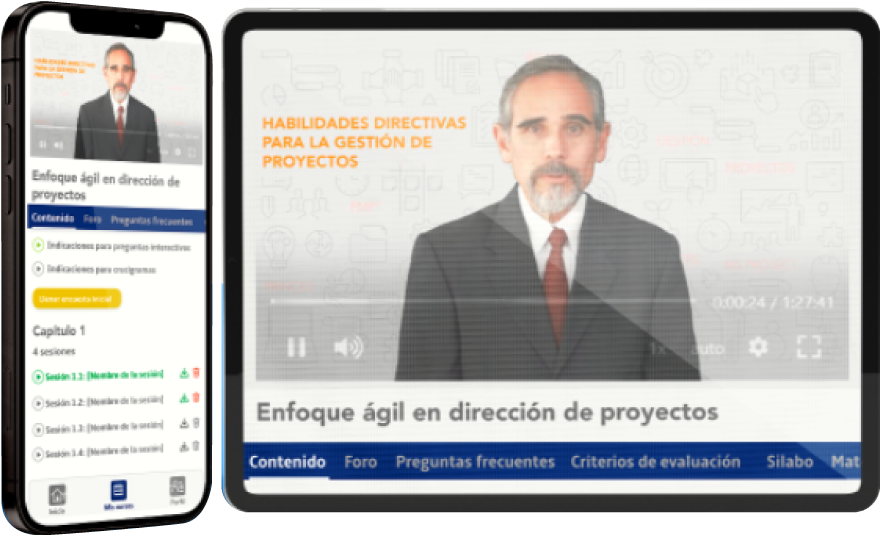 HABILIDADES DIRECTIVAS
PARA LA GESTIÓN DE
PROYECTOS
Enfoque ágil en dirección de
proyectos
Contenido Foro Preguntas frecuentes
Indicaciones para preguntas interactivas
Indicaciones para crucigramas
Llenar encuesta inicial
Capítulo 1
4 sesiones
Sesión 1.1: [Nombre de la sesión]
Sesión 1.2: [Nombre de la sesión]
Sesión 1.3: [Nombre de la sesión]
Sesión 1.4: [Nombre de la sesión]
Inicio Mis cursos Perfil
HABILIDADES DIRECTIVAS
PARA LA GESTIÓN DE
PROYECTOS
0:00:24 / 1:27:41
1x auto
Enfoque ágil en dirección de proyectos
Contenido Foro Preguntas frecuentes Criterios de evaluación Sílabo Mat